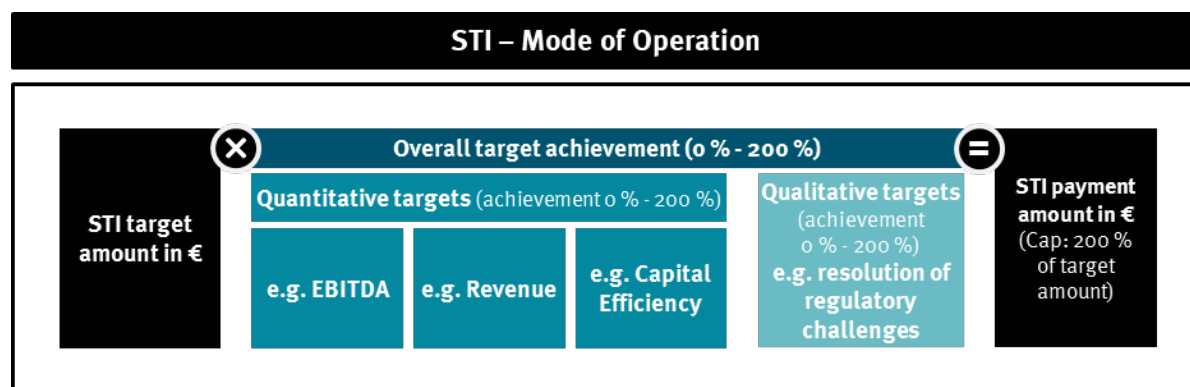 STI – Mode of Operation
STI target
amount in €
×
Overall target achievement (0 % - 200 %)
Quantitative targets (achievement 0 % - 200 %)
e.g. EBITDA
e.g. Revenue
e.g. Capital
Efficiency
Qualitative targets
(achievement
0 % - 200 %)
e.g. resolution of
regulatory
challenges
=
STI payment
amount in €
(Cap: 200 %
of target
amount)